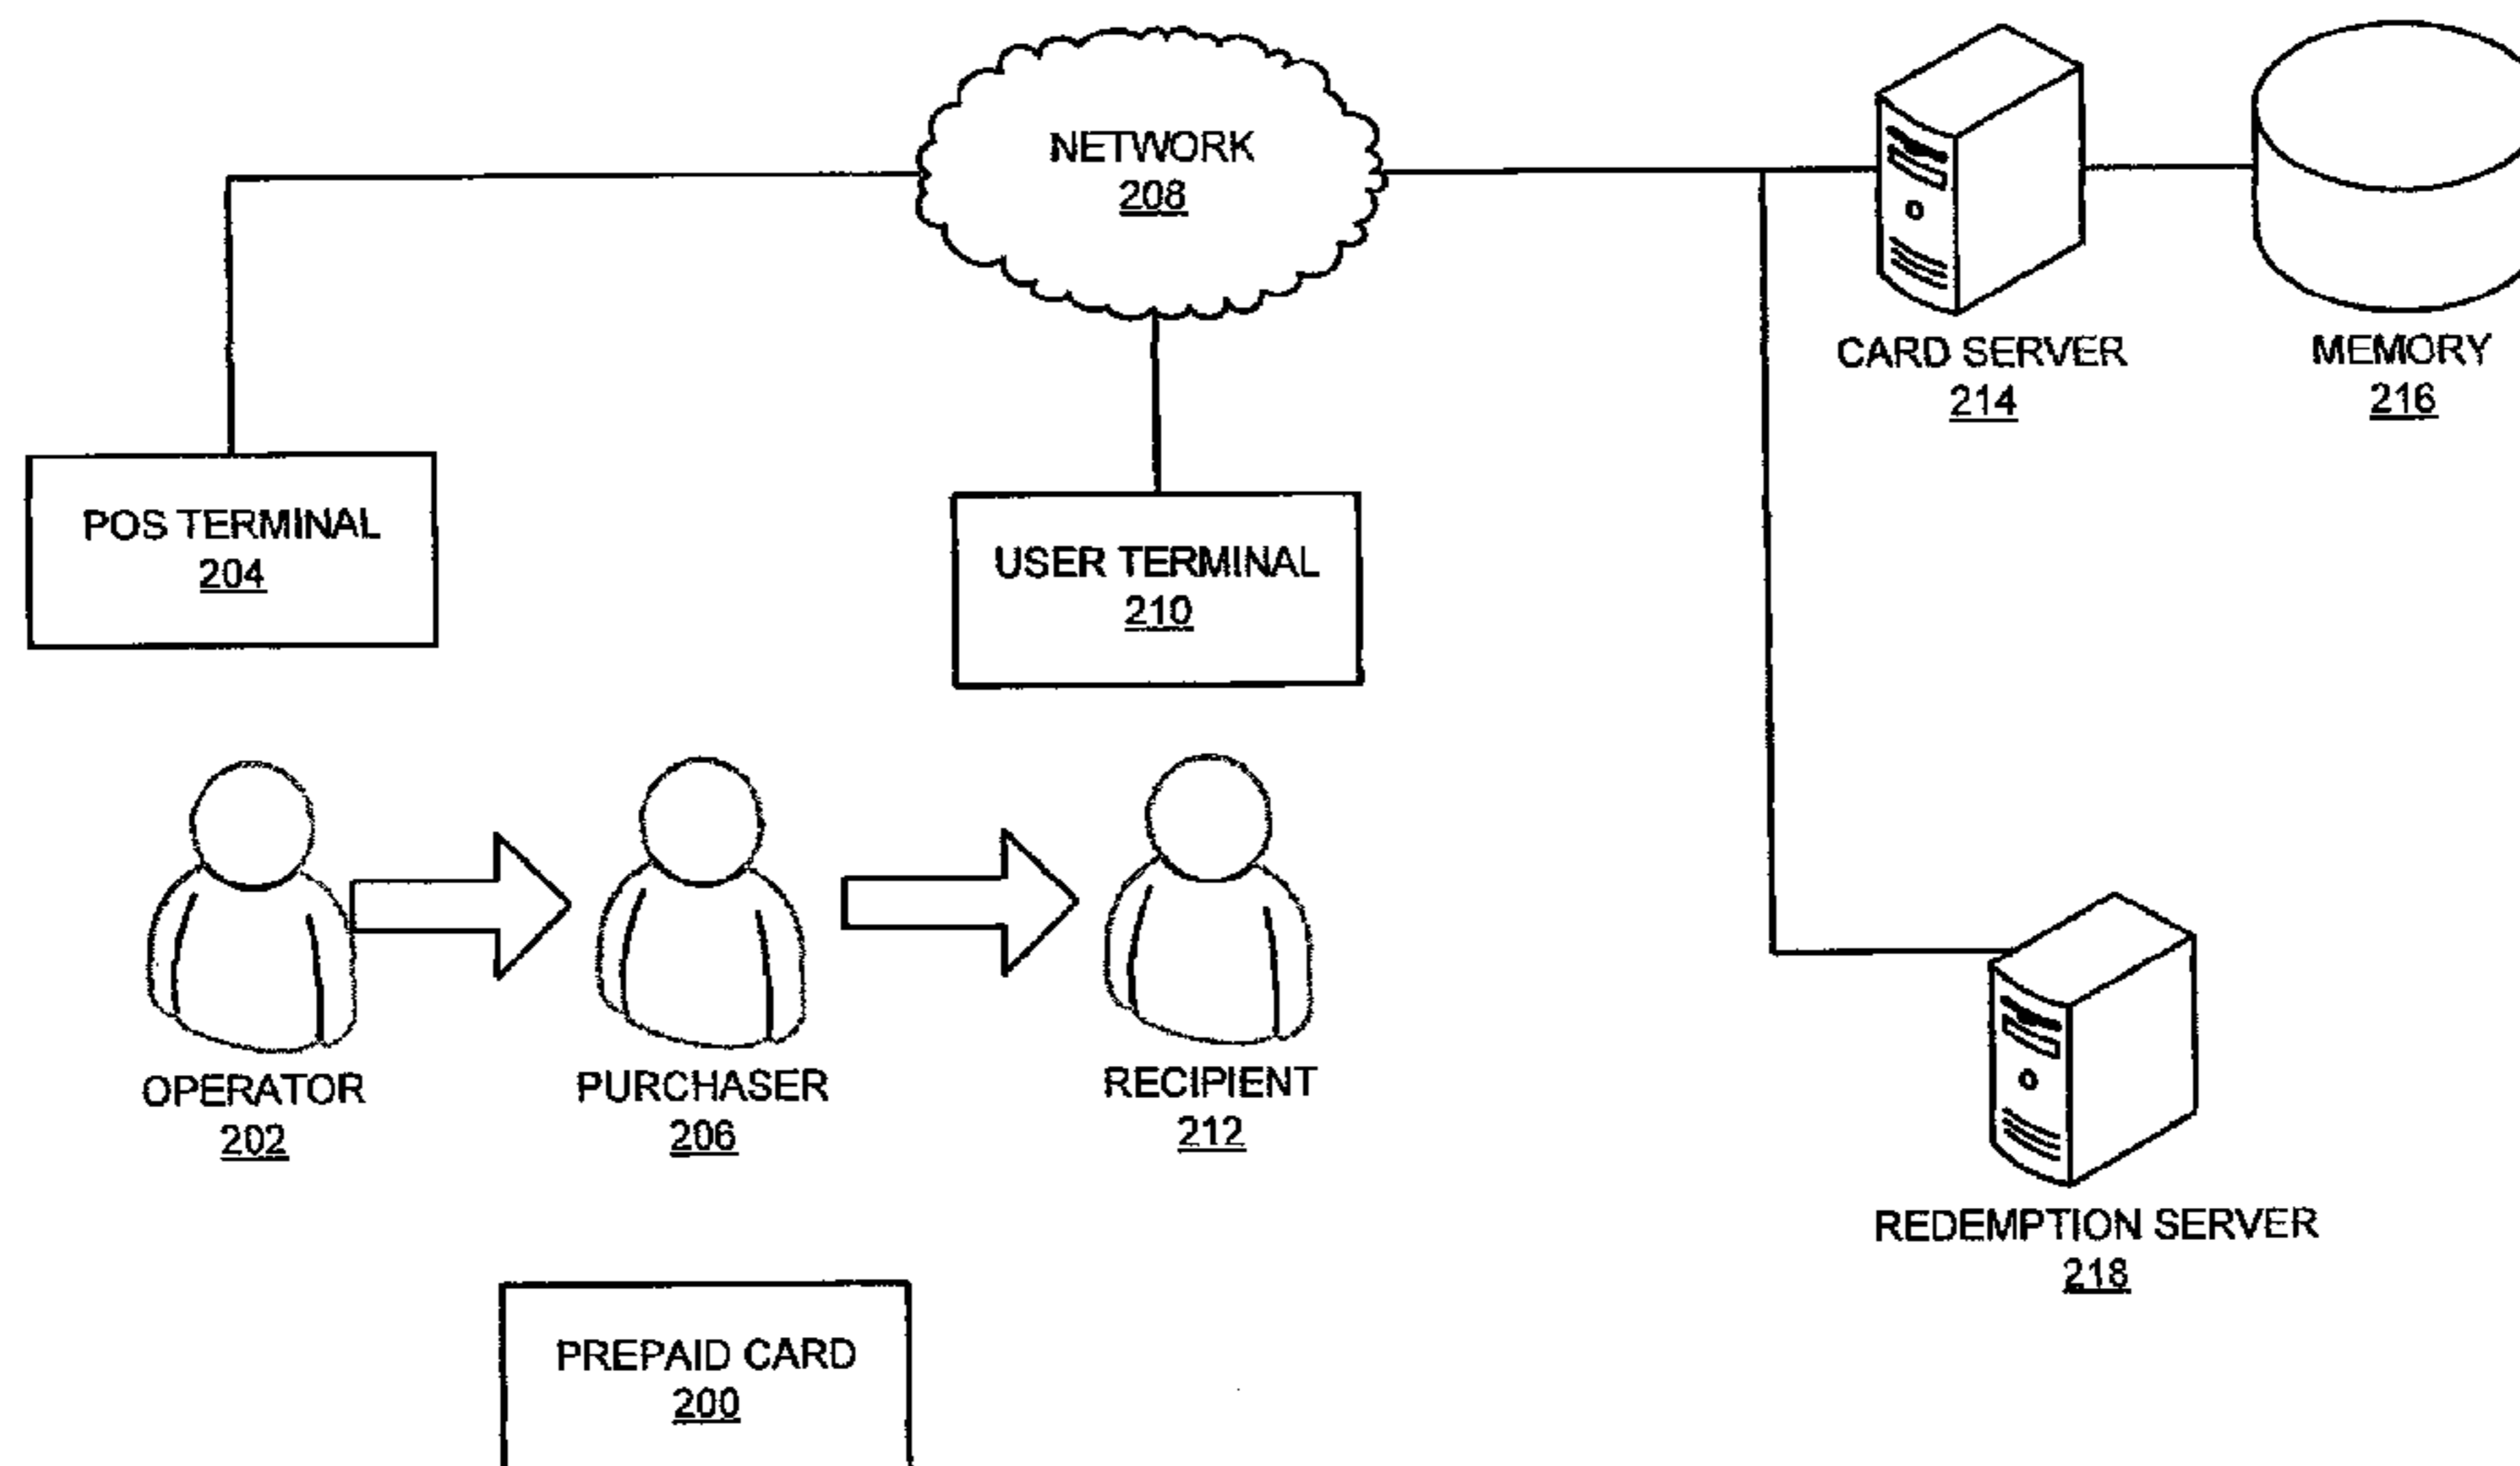 NETWORK
208
CARD SERVER
214
MEMORY
216
POS TERMINAL
204
USER TERMINAL
210
OPERATOR
202
PURCHASER
206
RECIPIENT
212
REDEMPTION SERVER
218
PREPAID CARD
200